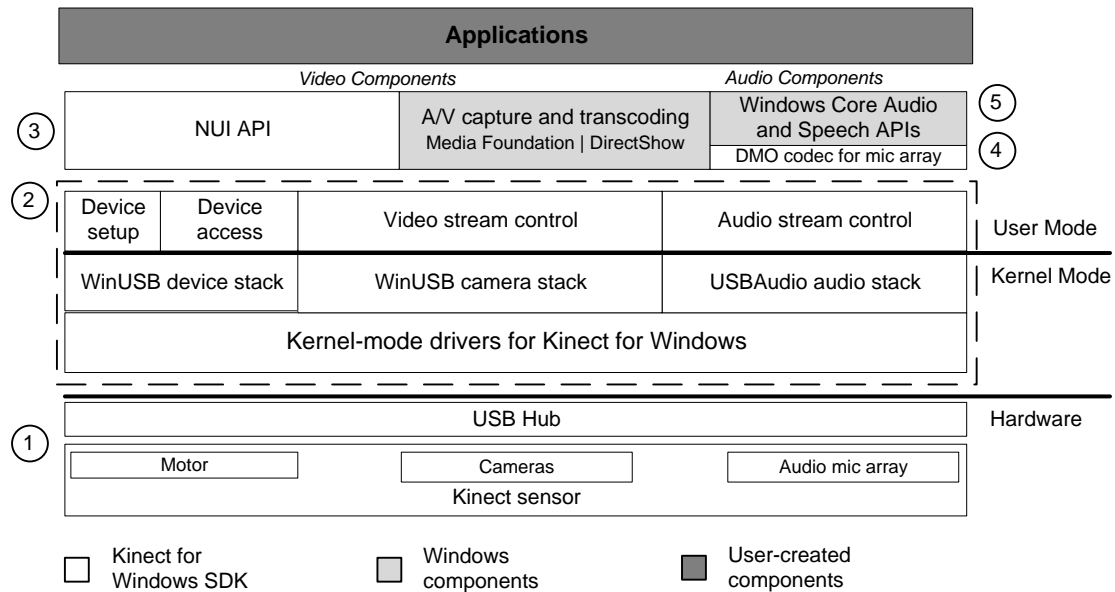 Applications
Video Components
Audio Components
3
NUI API
A/V capture and transcoding
Media Foundation | DirectShow
Windows Core Audio
and Speech APIs
5
DMO codec for mic array
4
2
Device
setup
Device
access
Video stream control
Audio stream control
User Mode
WinUSB device stack
WinUSB camera stack
USBAudio audio stack
Kernel Mode
Kernel-mode drivers for Kinect for Windows
USB Hub
Hardware
1
Motor
Cameras
Audio mic array
Kinect sensor
Kinect for
Windows SDK
Windows
components
User-created
components